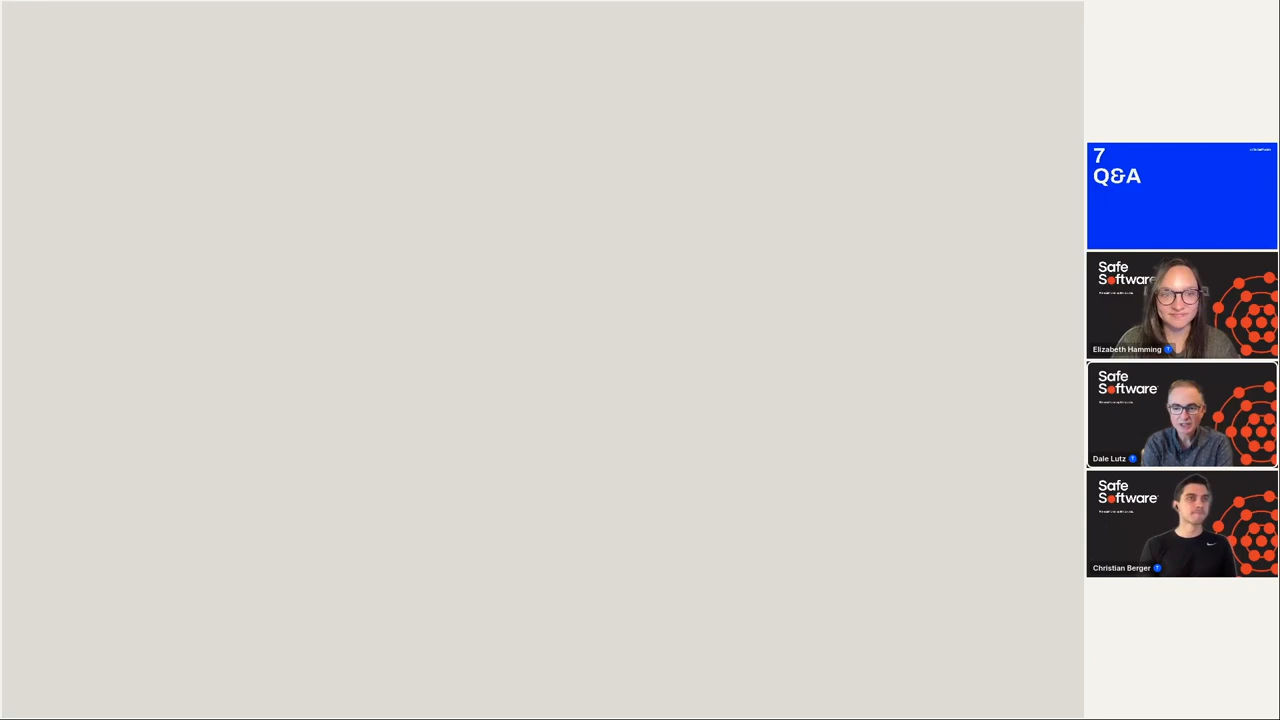 7
Q&A
Safe
Software
Elizabeth Hamming
Safe
Software
Dale Lutz
Safe
Software
Christian Berger